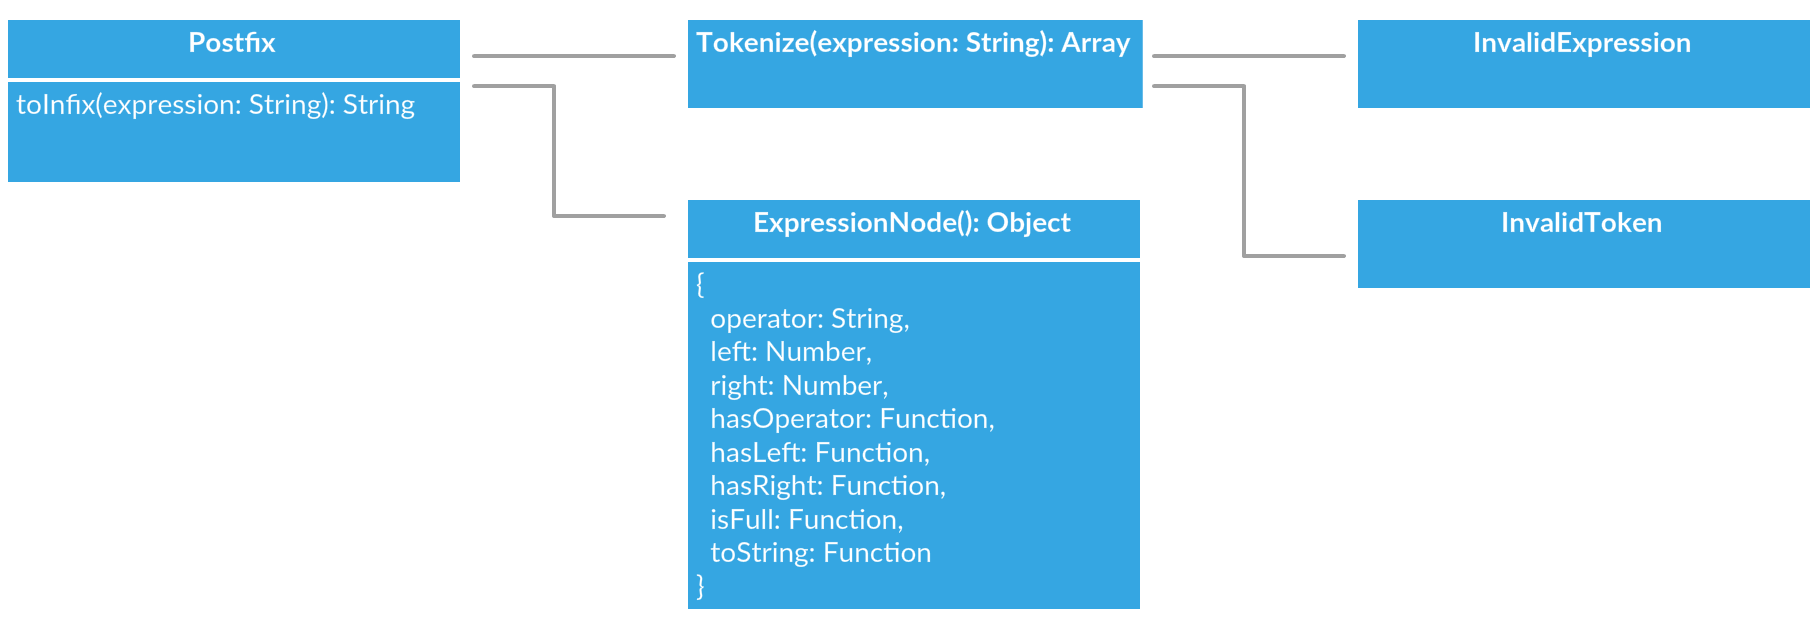 Postfix
toInfix(expression: String): String
Tokenize(expression: String): Array
InvalidExpression
InvalidToken
ExpressionNode(): Object
{
operator: String,
left: Number,
right: Number,
hasOperator: Function,
hasLeft: Function,
hasRight: Function,
isFull: Function,
toString: Function
}